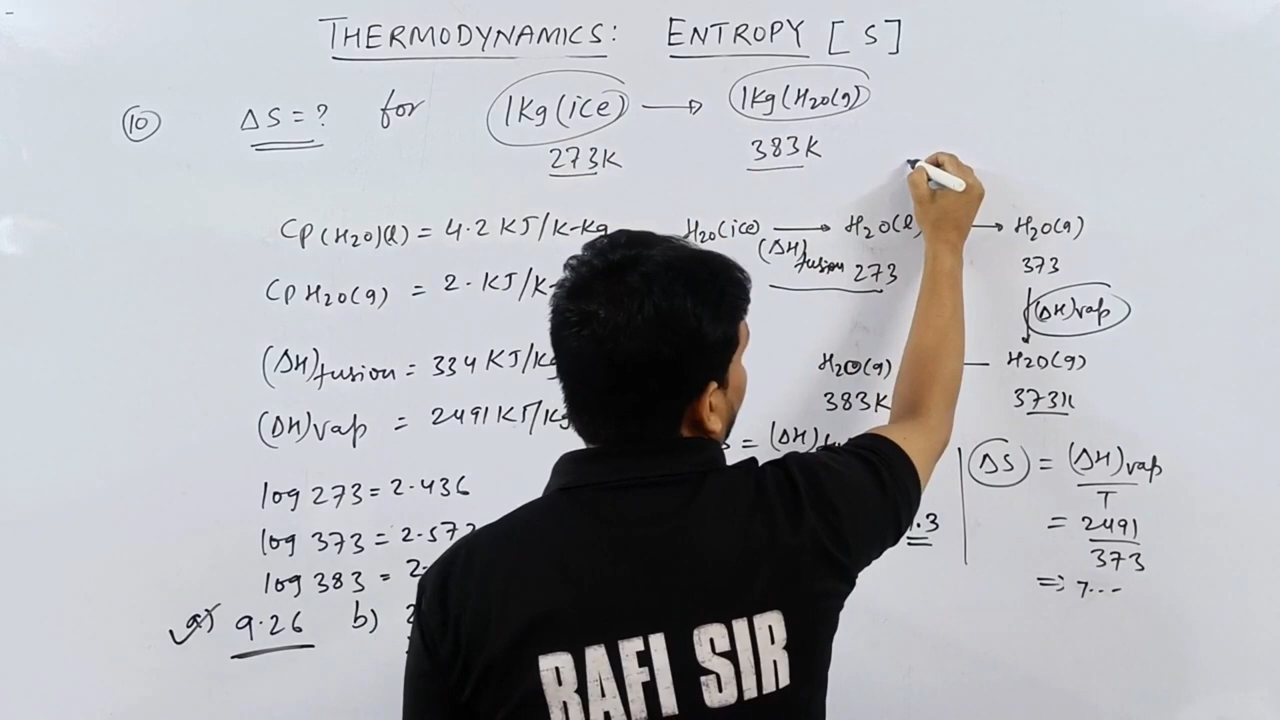 THERMODYNAMICS: ENTROPY [S]
⑩ ΔS = ? for 1Kg(ice) → 1Kg(H2O(g))
273K 383K
Cp(H2O)(l) = 4.2 KJ/K-Kg
Cp H2O(g) = 2. KJ/K-
(ΔH)fusion = 334 KJ/Kg
(ΔH)vap = 2491 KJ/Kg
log 273 = 2.436
log 373 = 2.572
log 383 = 2.
a) 9.26 b)
H2O(ice) → H2O(l) → H2O(g)
(ΔH)fusion 273 373
(ΔH)vap
H2O(g) — H2O(g)
383K 373K
= (ΔH)
.3
ΔS = (ΔH)vap
T
= 2491
373
⇒ 7...
RAFI SIR